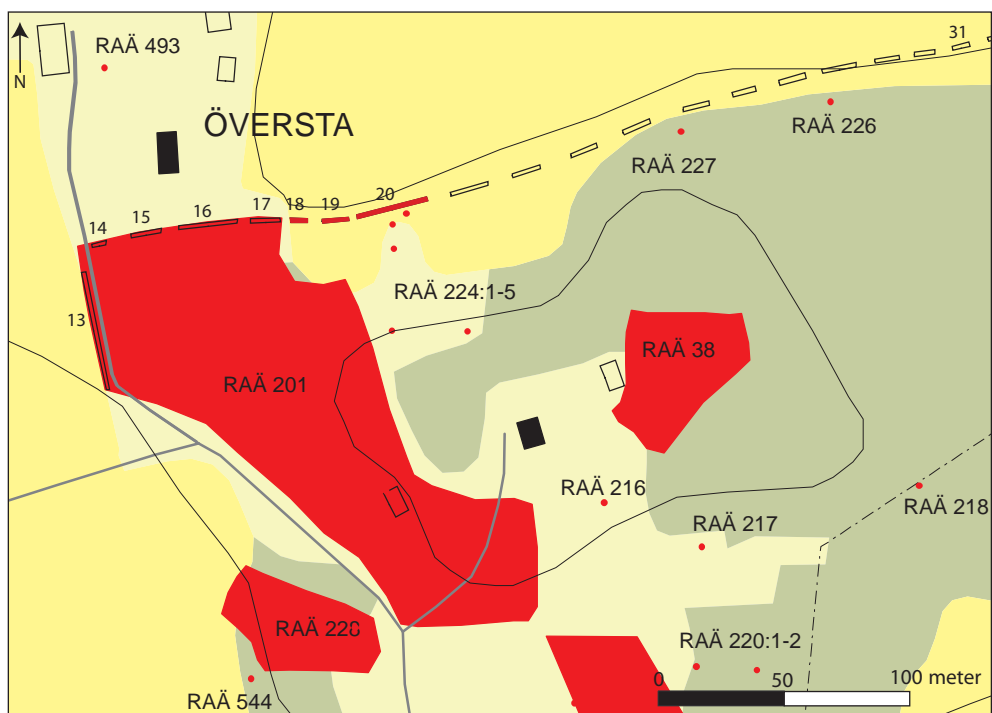 31
RAÄ 493
N
RAÄ 226
ÖVERSTA
RAÄ 227
20
19
18
17
16
15
14
RAÄ 224:1-5
13
RAÄ 38
RAÄ 201
RAÄ 216
RAÄ 218
RAÄ 217
RAÄ 228
RAÄ 220:1-2
0 50 100 meter
RAÄ 544